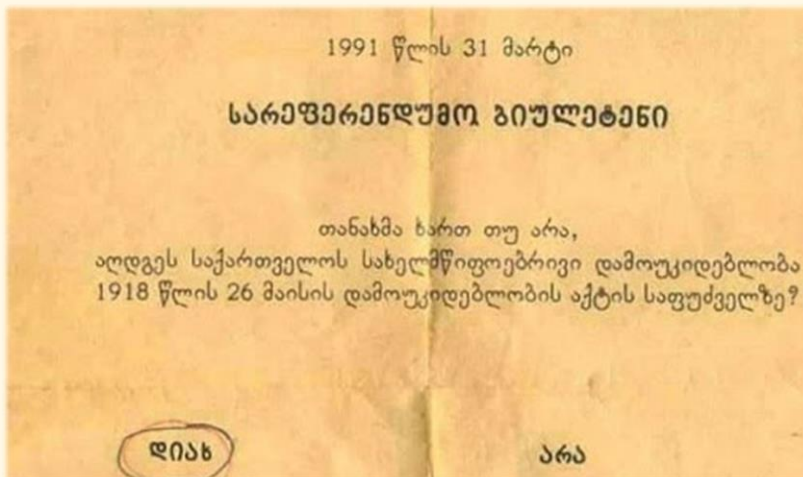 1991 წლის 31 მარტი
სარეფერენდუმო ბიულეტენი
თანახმა ხართ თუ არა,
აღდგეს საქართველოს სახელმწიფოებრივი დამოუკიდებლობა
1918 წლის 26 მაისის დამოუკიდებლობის აქტის საფუძველზე?
დიახ არა